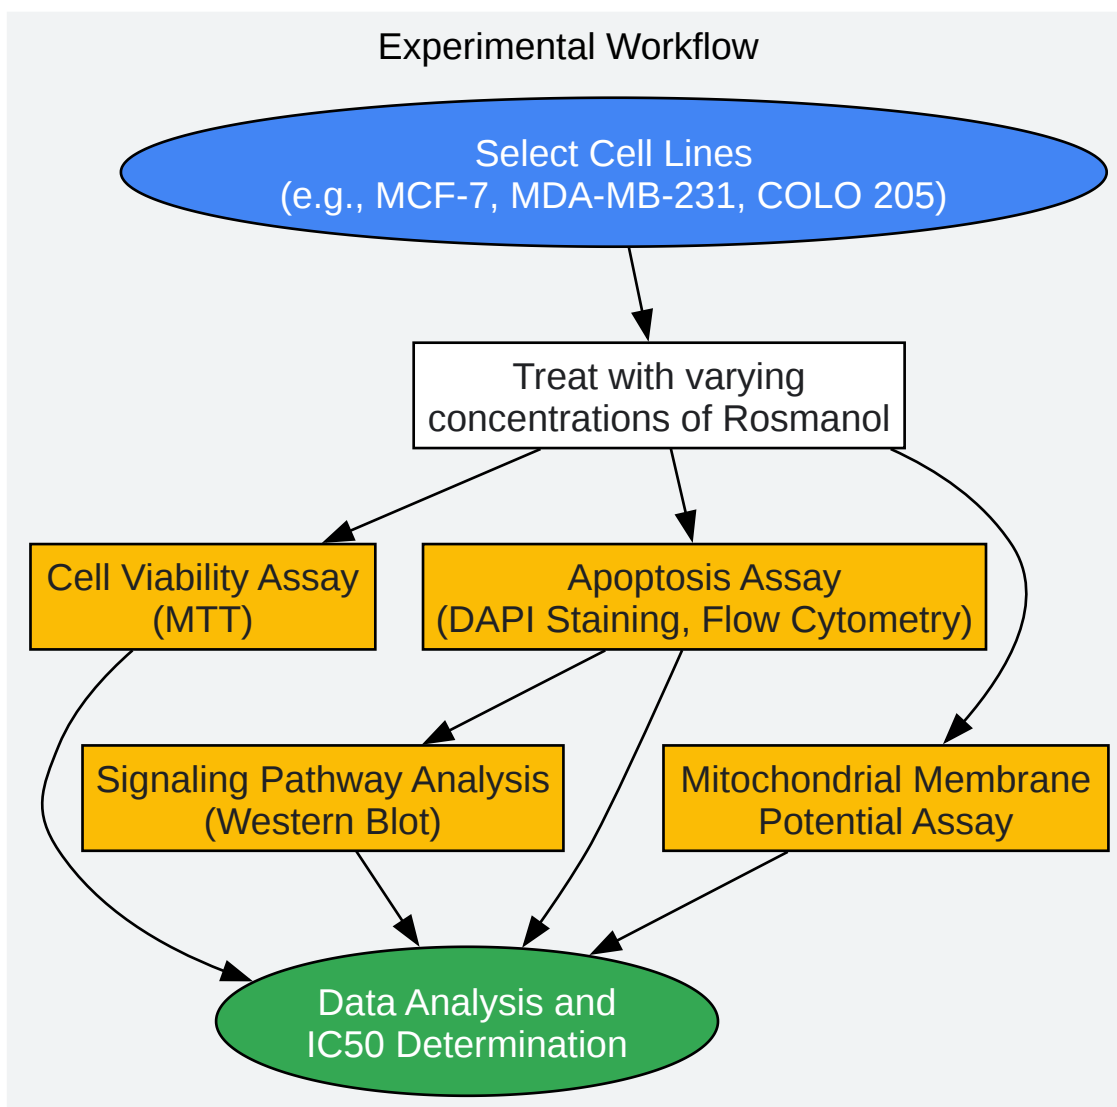 Experimental Workflow
Select Cell Lines
(e.g., MCF-7, MDA-MB-231, COLO 205)
Treat with varying
concentrations of Rosmanol
Cell Viability Assay
(MTT)
Apoptosis Assay
(DAPI Staining, Flow Cytometry)
Signaling Pathway Analysis
(Western Blot)
Mitochondrial Membrane
Potential Assay
Data Analysis and
IC50 Determination